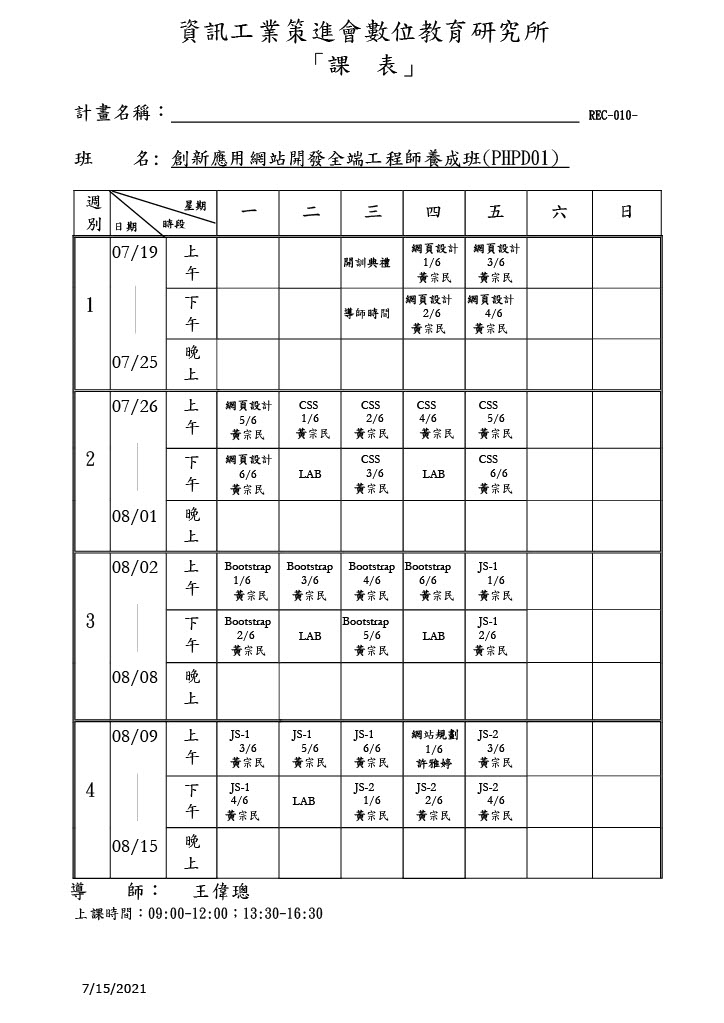 資訊工業策進會數位教育研究所
「課　表」
計畫名稱： REC-010-
班　　名: 創新應用網站開發全端工程師養成班(PHPD01)
週別 星期 日期 時段 一 二 三 四 五 六 日
1 07/19 07/25
上午 開訓典禮 網頁設計 1/6 黃宗民 網頁設計 3/6 黃宗民
下午 導師時間 網頁設計 2/6 黃宗民 網頁設計 4/6 黃宗民
晚上
2 07/26 08/01
上午 網頁設計 5/6 黃宗民 CSS 1/6 黃宗民 CSS 2/6 黃宗民 CSS 4/6 黃宗民 CSS 5/6 黃宗民
下午 網頁設計 6/6 黃宗民 LAB CSS 3/6 黃宗民 LAB CSS 6/6 黃宗民
晚上
3 08/02 08/08
上午 Bootstrap 1/6 黃宗民 Bootstrap 3/6 黃宗民 Bootstrap 4/6 黃宗民 Bootstrap 6/6 黃宗民 JS-1 1/6 黃宗民
下午 Bootstrap 2/6 黃宗民 LAB Bootstrap 5/6 黃宗民 LAB JS-1 2/6 黃宗民
晚上
4 08/09 08/15
上午 JS-1 3/6 黃宗民 JS-1 5/6 黃宗民 JS-1 6/6 黃宗民 網站規劃 1/6 許雅婷 JS-2 3/6 黃宗民
下午 JS-1 4/6 黃宗民 LAB JS-2 1/6 黃宗民 JS-2 2/6 黃宗民 JS-2 4/6 黃宗民
晚上
導　　師：　王偉聰
上課時間：09:00-12:00；13:30-16:30
7/15/2021